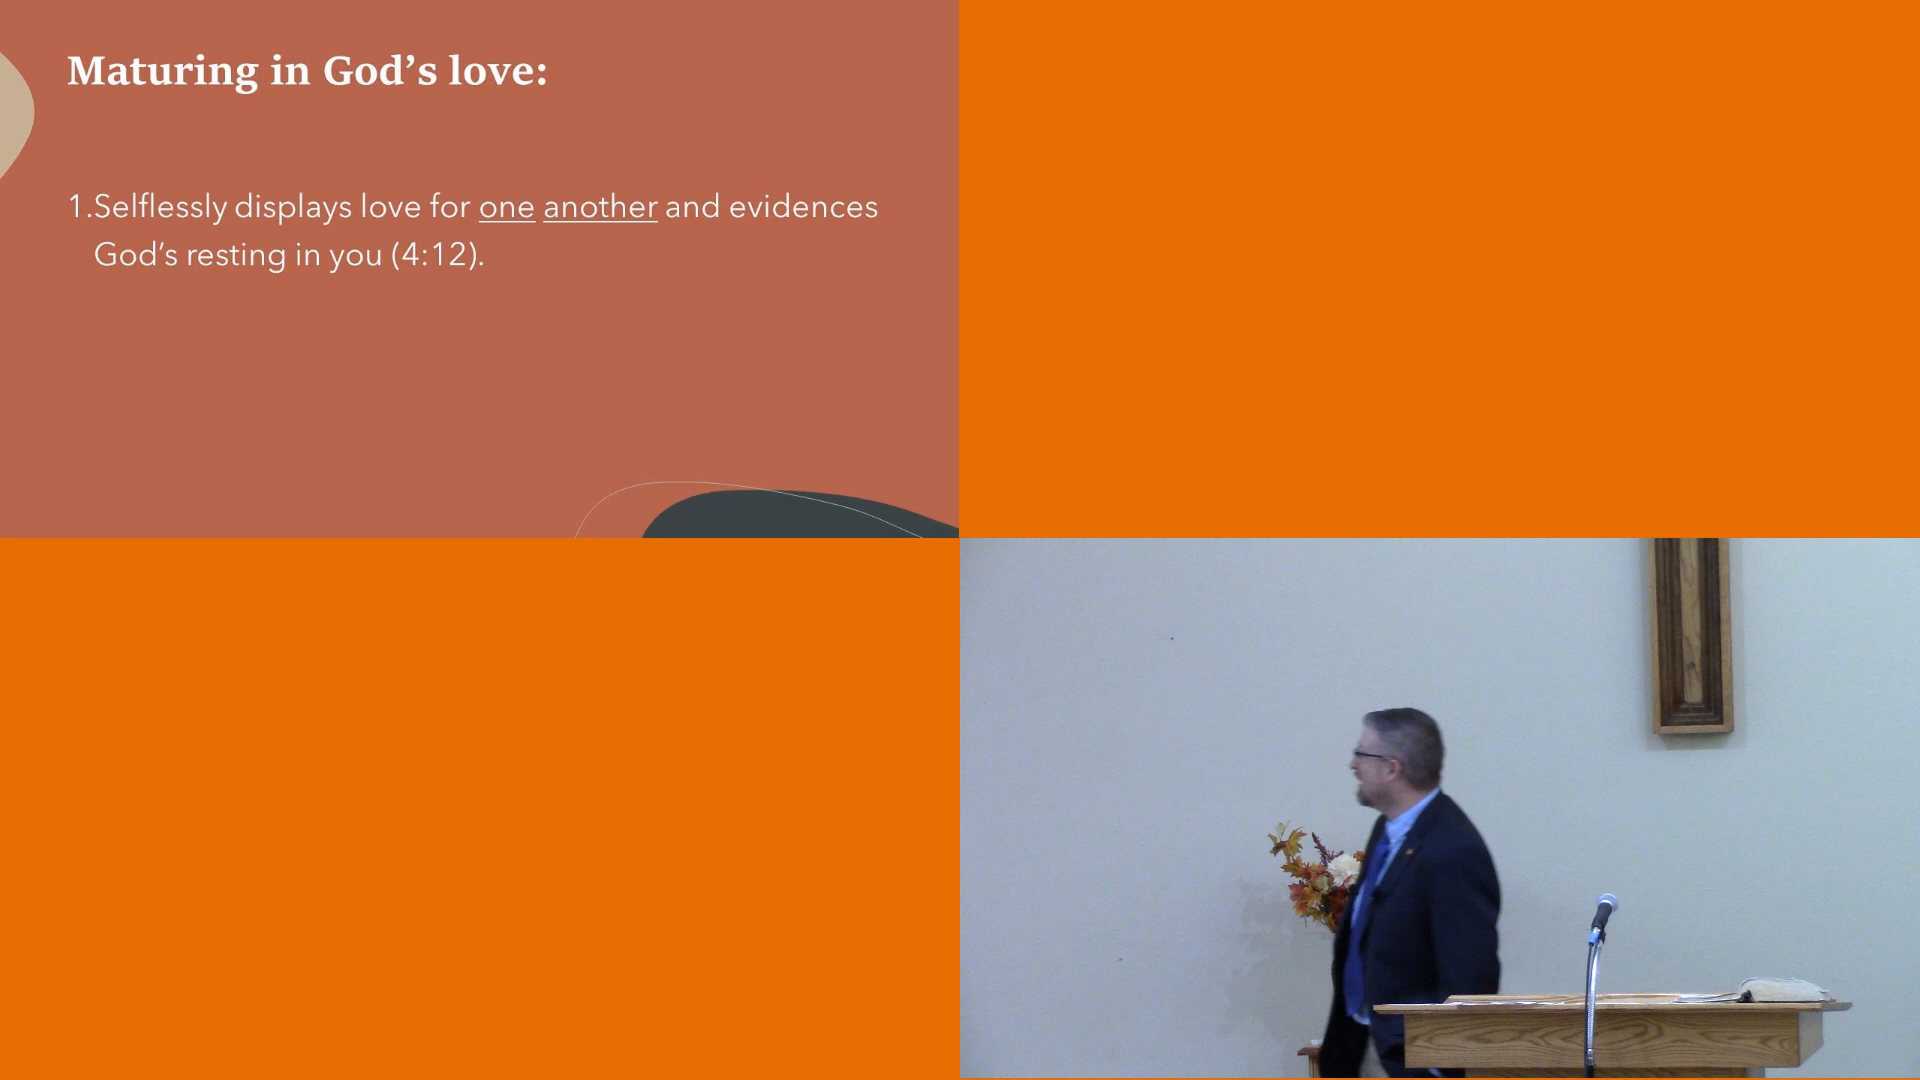 Maturing in God’s love:
1.Selflessly displays love for one another and evidences
God’s resting in you (4:12).